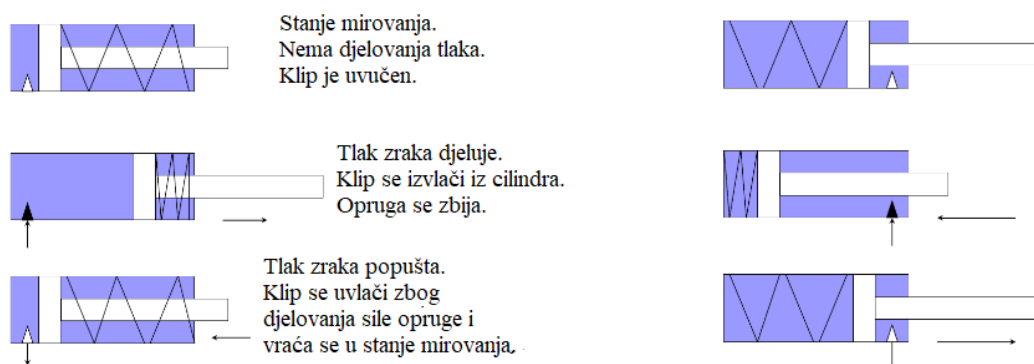 Stanje mirovanja.
Nema djelovanja tlaka.
Klip je uvučen.
Tlak zraka djeluje.
Klip se izvlači iz cilindra.
Opruga se zbija.
Tlak zraka popušta.
Klip se uvlači zbog
djelovanja sile opruge i
vraća se u stanje mirovanja,